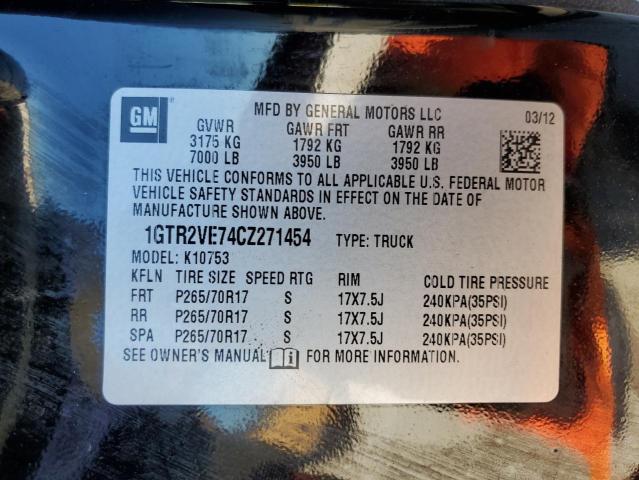 GM
MFD BY GENERAL MOTORS LLC 03/12
GVWR GAWR FRT GAWR RR
3175 KG 1792 KG 1792 KG
7000 LB 3950 LB 3950 LB
THIS VEHICLE CONFORMS TO ALL APPLICABLE U.S. FEDERAL MOTOR
VEHICLE SAFETY STANDARDS IN EFFECT ON THE DATE OF
MANUFACTURE SHOWN ABOVE.
1GTR2VE74CZ271454 TYPE: TRUCK
MODEL: K10753
KFLN TIRE SIZE SPEED RTG RIM COLD TIRE PRESSURE
FRT P265/70R17 S 17X7.5J 240KPA(35PSI)
RR P265/70R17 S 17X7.5J 240KPA(35PSI)
SPA P265/70R17 S 17X7.5J 240KPA(35PSI)
SEE OWNER'S MANUAL FOR MORE INFORMATION.